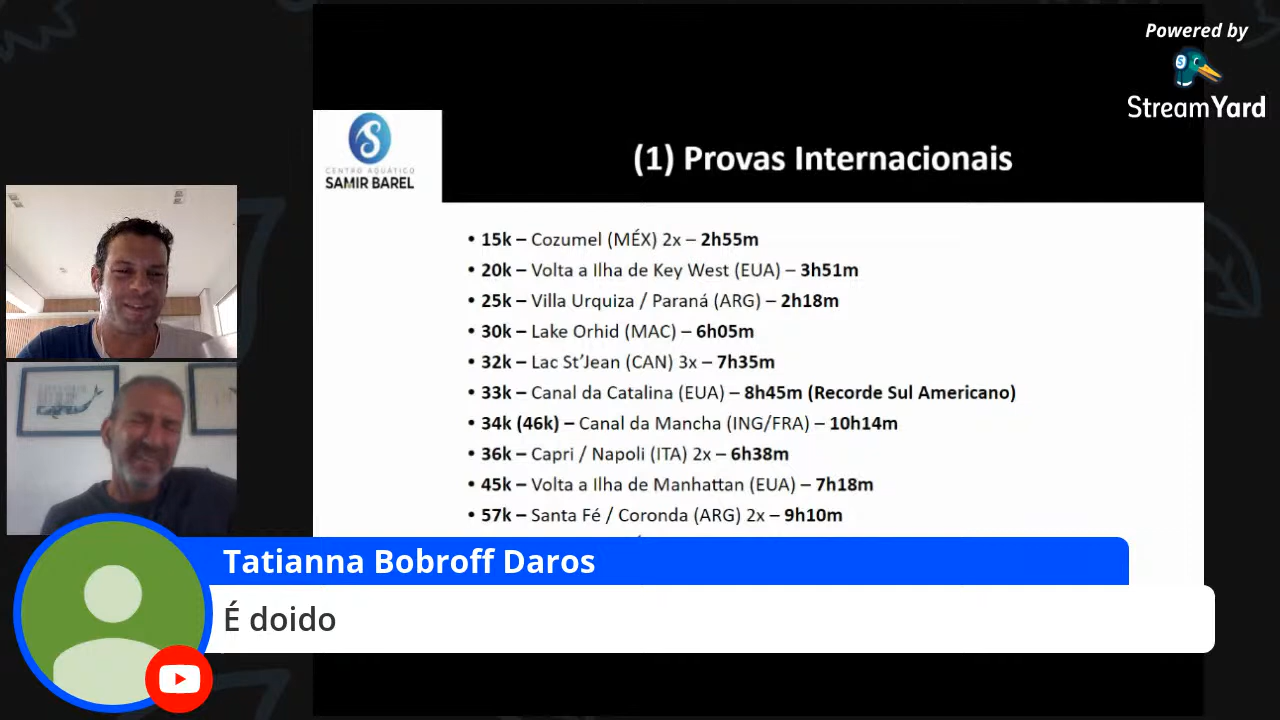 Powered by
StreamYard
CENTRO AQUÁTICO
SAMIR BAREL
(1) Provas Internacionais
• 15k – Cozumel (MÉX) 2x – 2h55m
• 20k – Volta a Ilha de Key West (EUA) – 3h51m
• 25k – Villa Urquiza / Paraná (ARG) – 2h18m
• 30k – Lake Orhid (MAC) – 6h05m
• 32k – Lac St’Jean (CAN) 3x – 7h35m
• 33k – Canal da Catalina (EUA) – 8h45m (Recorde Sul Americano)
• 34k (46k) – Canal da Mancha (ING/FRA) – 10h14m
• 36k – Capri / Napoli (ITA) 2x – 6h38m
• 45k – Volta a Ilha de Manhattan (EUA) – 7h18m
• 57k – Santa Fé / Coronda (ARG) 2x – 9h10m
Tatianna Bobroff Daros
É doido